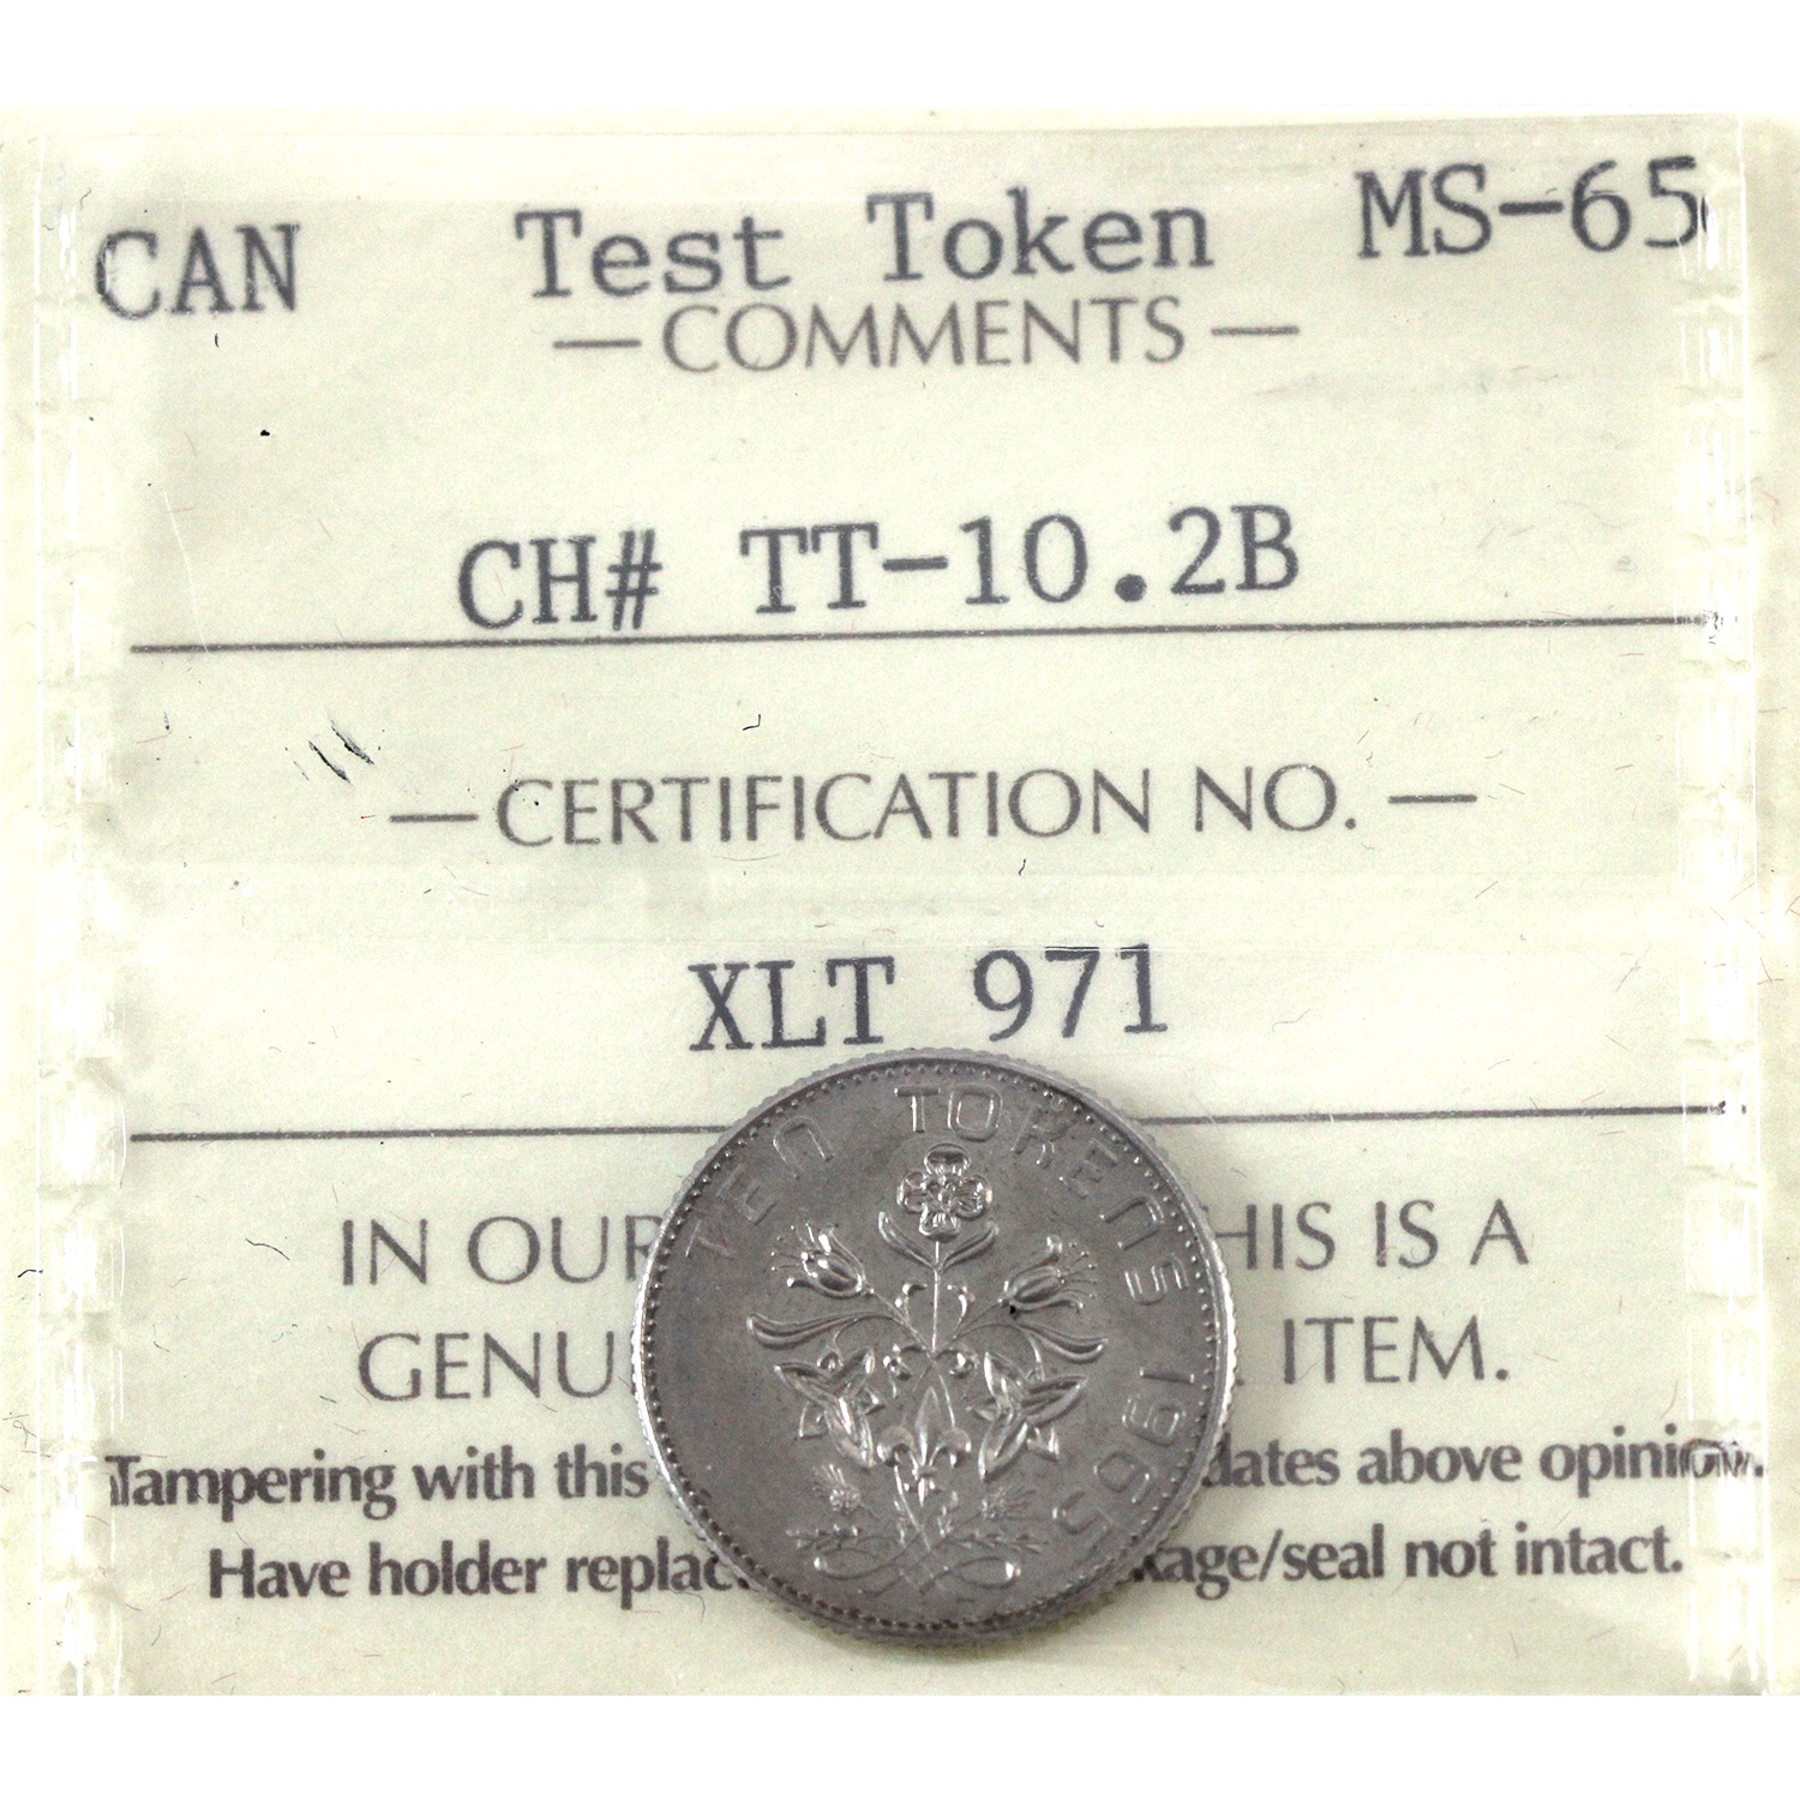 CAN Test Token MS-65
—COMMENTS—
CH# TT-10.2B
—CERTIFICATION NO.—
XLT 971
TEN TOKENS 1965
IN OUR HIS IS A
GENU ITEM.
Tampering with this dates above opinion.
Have holder replac kage/seal not intact.